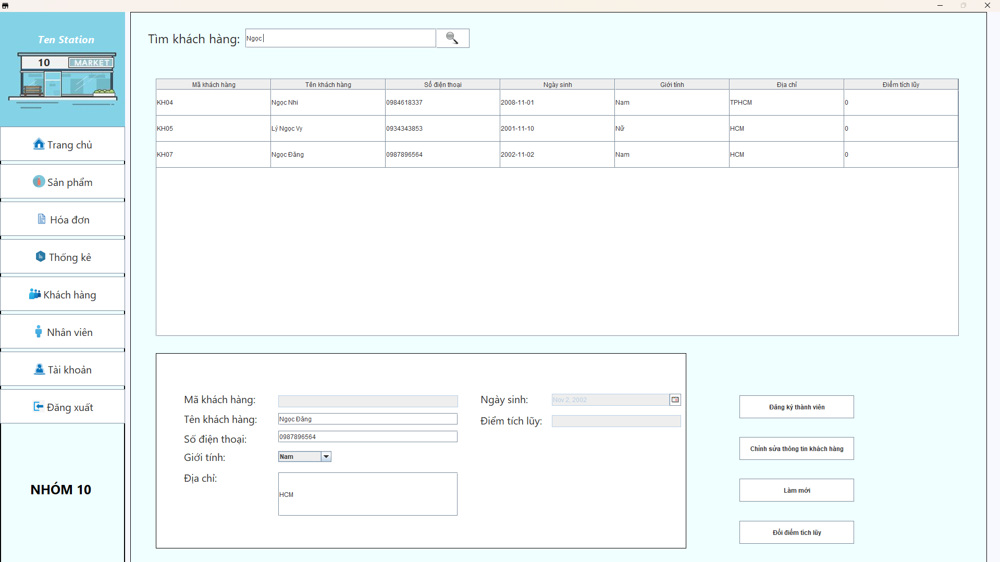 Ten Station
10 MARKET
Trang chủ
Sản phẩm
Hóa đơn
Thống kê
Khách hàng
Nhân viên
Tài khoản
Đăng xuất
NHÓM 10
Tìm khách hàng: Ngọc
Mã khách hàng Tên khách hàng Số điện thoại Ngày sinh Giới tính Địa chỉ Điểm tích lũy
KH04 Ngọc Nhi 0984618337 2008-11-01 Nam TPHCM 0
KH05 Lý Ngọc Vy 0934343853 2001-11-10 Nữ HCM 0
KH07 Ngọc Đăng 0987896564 2002-11-02 Nam HCM 0
Mã khách hàng:
Tên khách hàng: Ngọc Đăng
Số điện thoại: 0987896564
Giới tính: Nam
Địa chỉ: HCM
Ngày sinh: Nov 2, 2002
Điểm tích lũy:
Đăng ký thành viên
Chỉnh sửa thông tin khách hàng
Làm mới
Đổi điểm tích lũy